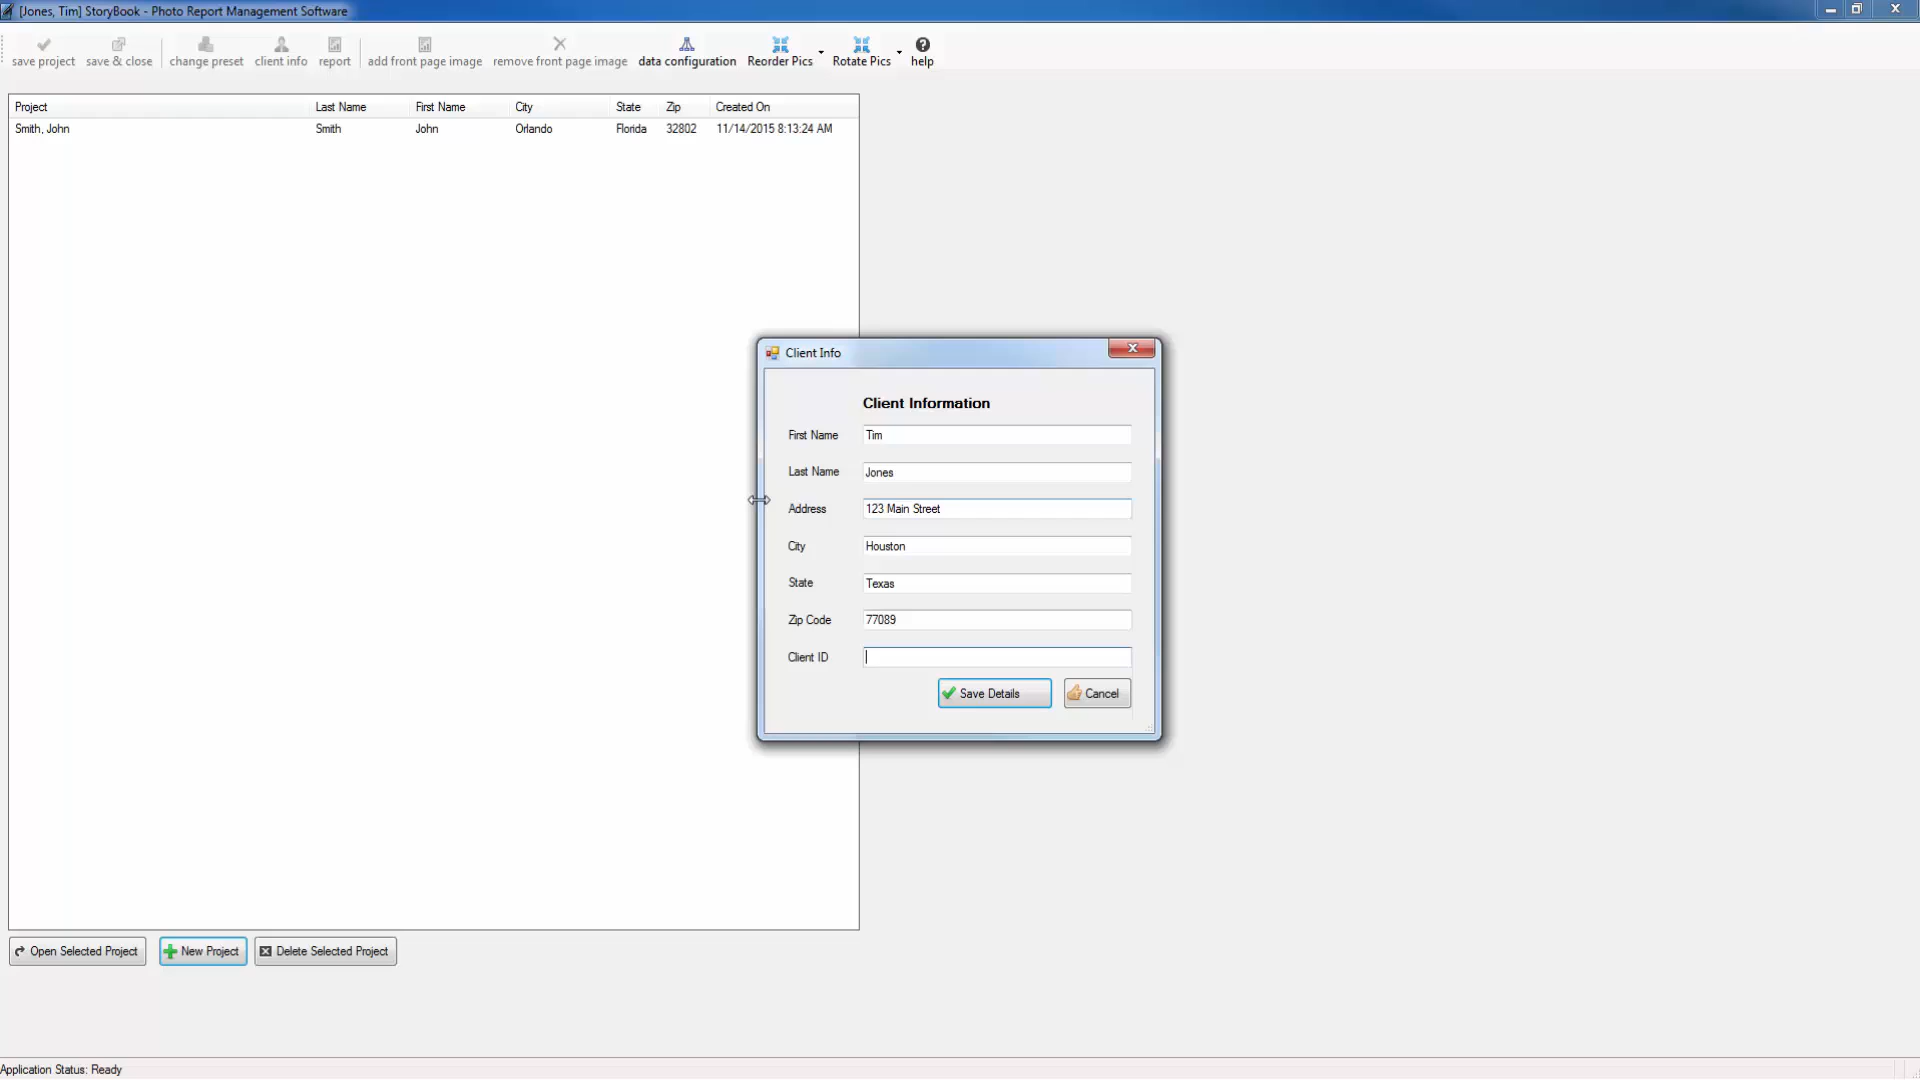 [Jones, Tim] StoryBook - Photo Report Management Software
save project save & close change preset client info report add front page image remove front page image data configuration Reorder Pics Rotate Pics help
Project Last Name First Name City State Zip Created On
Smith, John Smith John Orlando Florida 32802 11/14/2015 8:13:24 AM
Client Info
Client Information
First Name Tim
Last Name Jones
Address 123 Main Street
City Houston
State Texas
Zip Code 77089
Client ID
Save Details Cancel
Open Selected Project New Project Delete Selected Project
Application Status: Ready